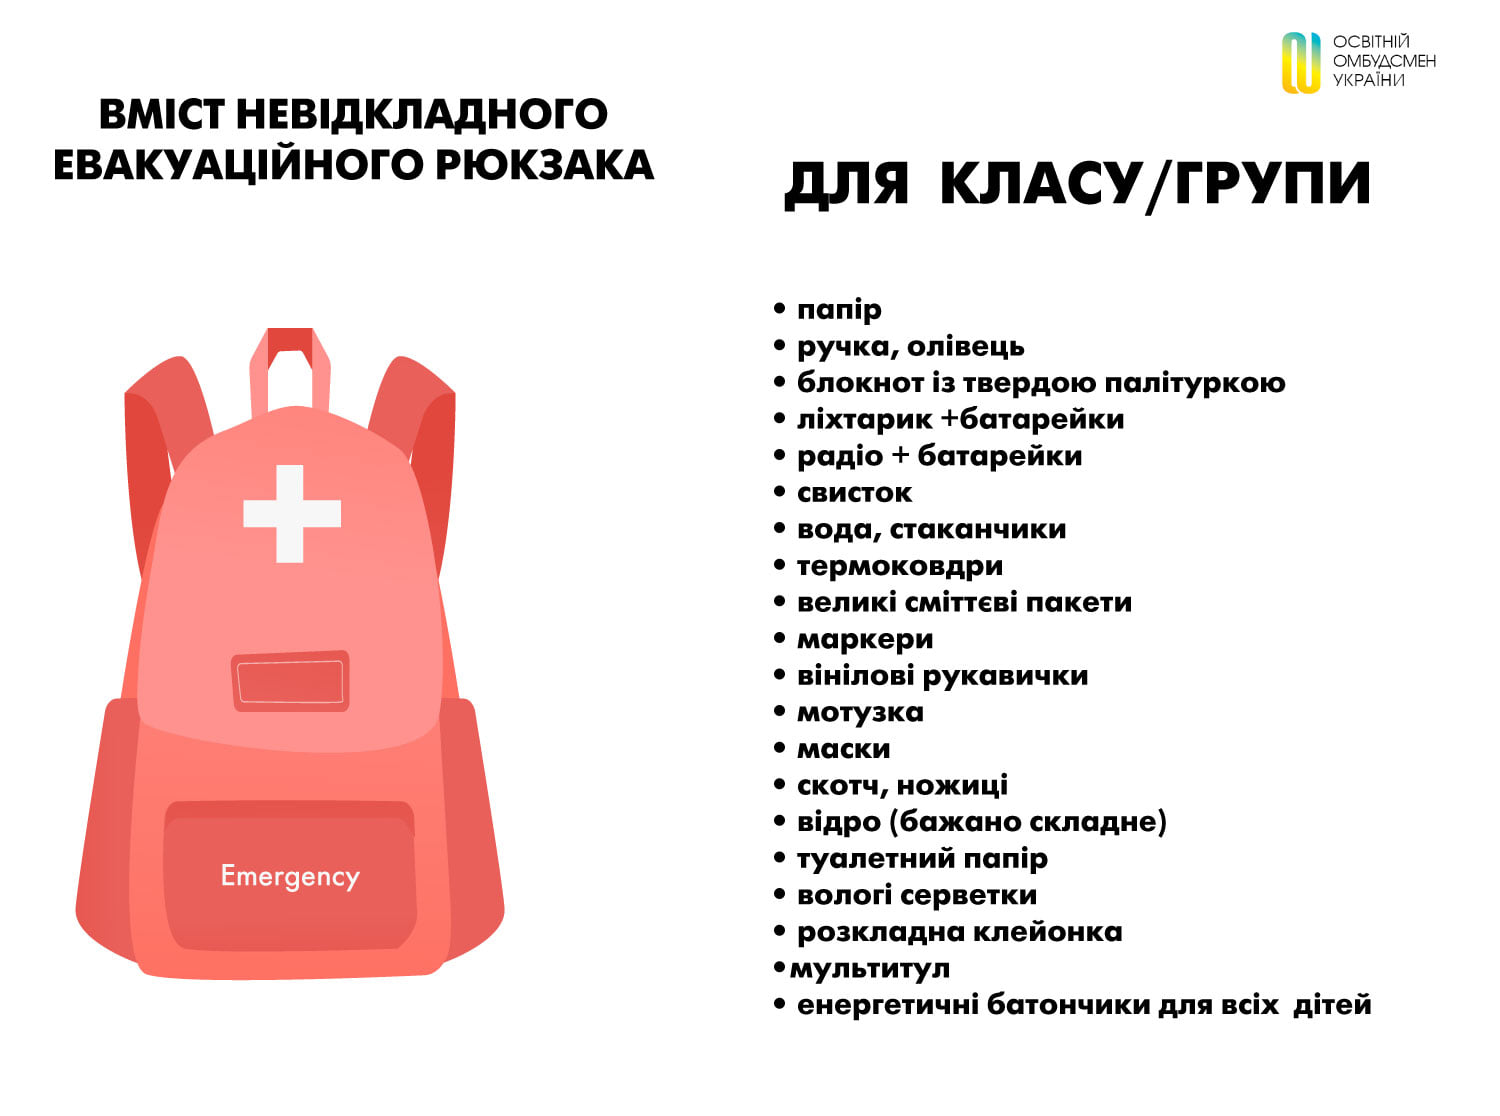 ОСВІТНІЙ
ОМБУДСМЕН
УКРАЇНИ
ВМІСТ НЕВІДКЛАДНОГО
ЕВАКУАЦІЙНОГО РЮКЗАКА
ДЛЯ КЛАСУ/ГРУПИ
• папір
• ручка, олівець
• блокнот із твердою палітуркою
• ліхтарик +батарейки
• радіо + батарейки
• свисток
• вода, стаканчики
• термоковдри
• великі сміттєві пакети
• маркери
• вінілові рукавички
• мотузка
• маски
• скотч, ножиці
• відро (бажано складне)
• туалетний папір
• вологі серветки
• розкладна клейонка
•мультитул
• енергетичні батончики для всіх дітей
Emergency